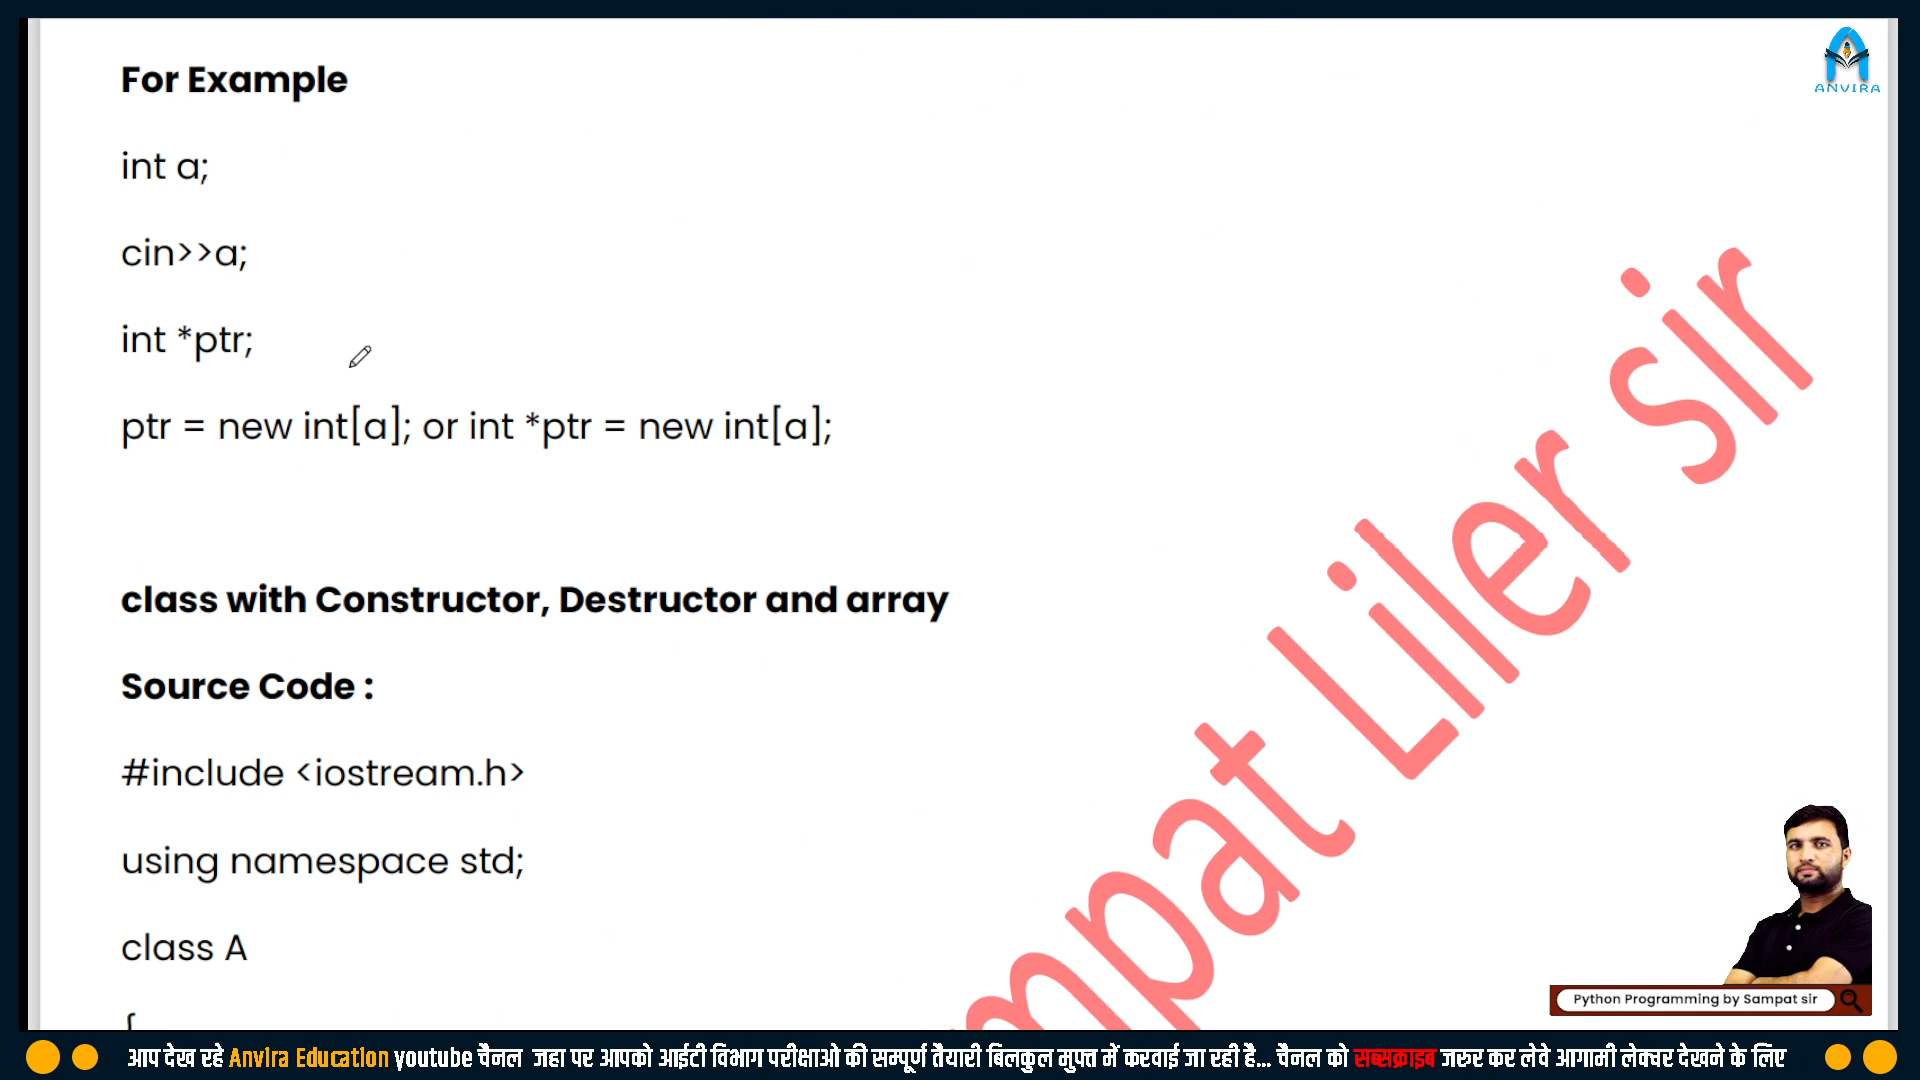 For Example
ANVIRA
int a;
cin>>a;
int *ptr;
ptr = new int[a]; or int *ptr = new int[a];
class with Constructor, Destructor and array
Source Code :
#include <iostream.h>
using namespace std;
class A
{
mpat Liler sir
Python Programming by Sampat sir
आप देख रहे Anvira Education youtube चैनल जहा पर आपको आईटी विभाग परीक्षाओ की सम्पूर्ण तैयारी बिलकुल मुफ्त में करवाई जा रही है... चैनल को सब्सक्राइब जरुर कर लेवे आगामी लेक्चर देखने के लिए